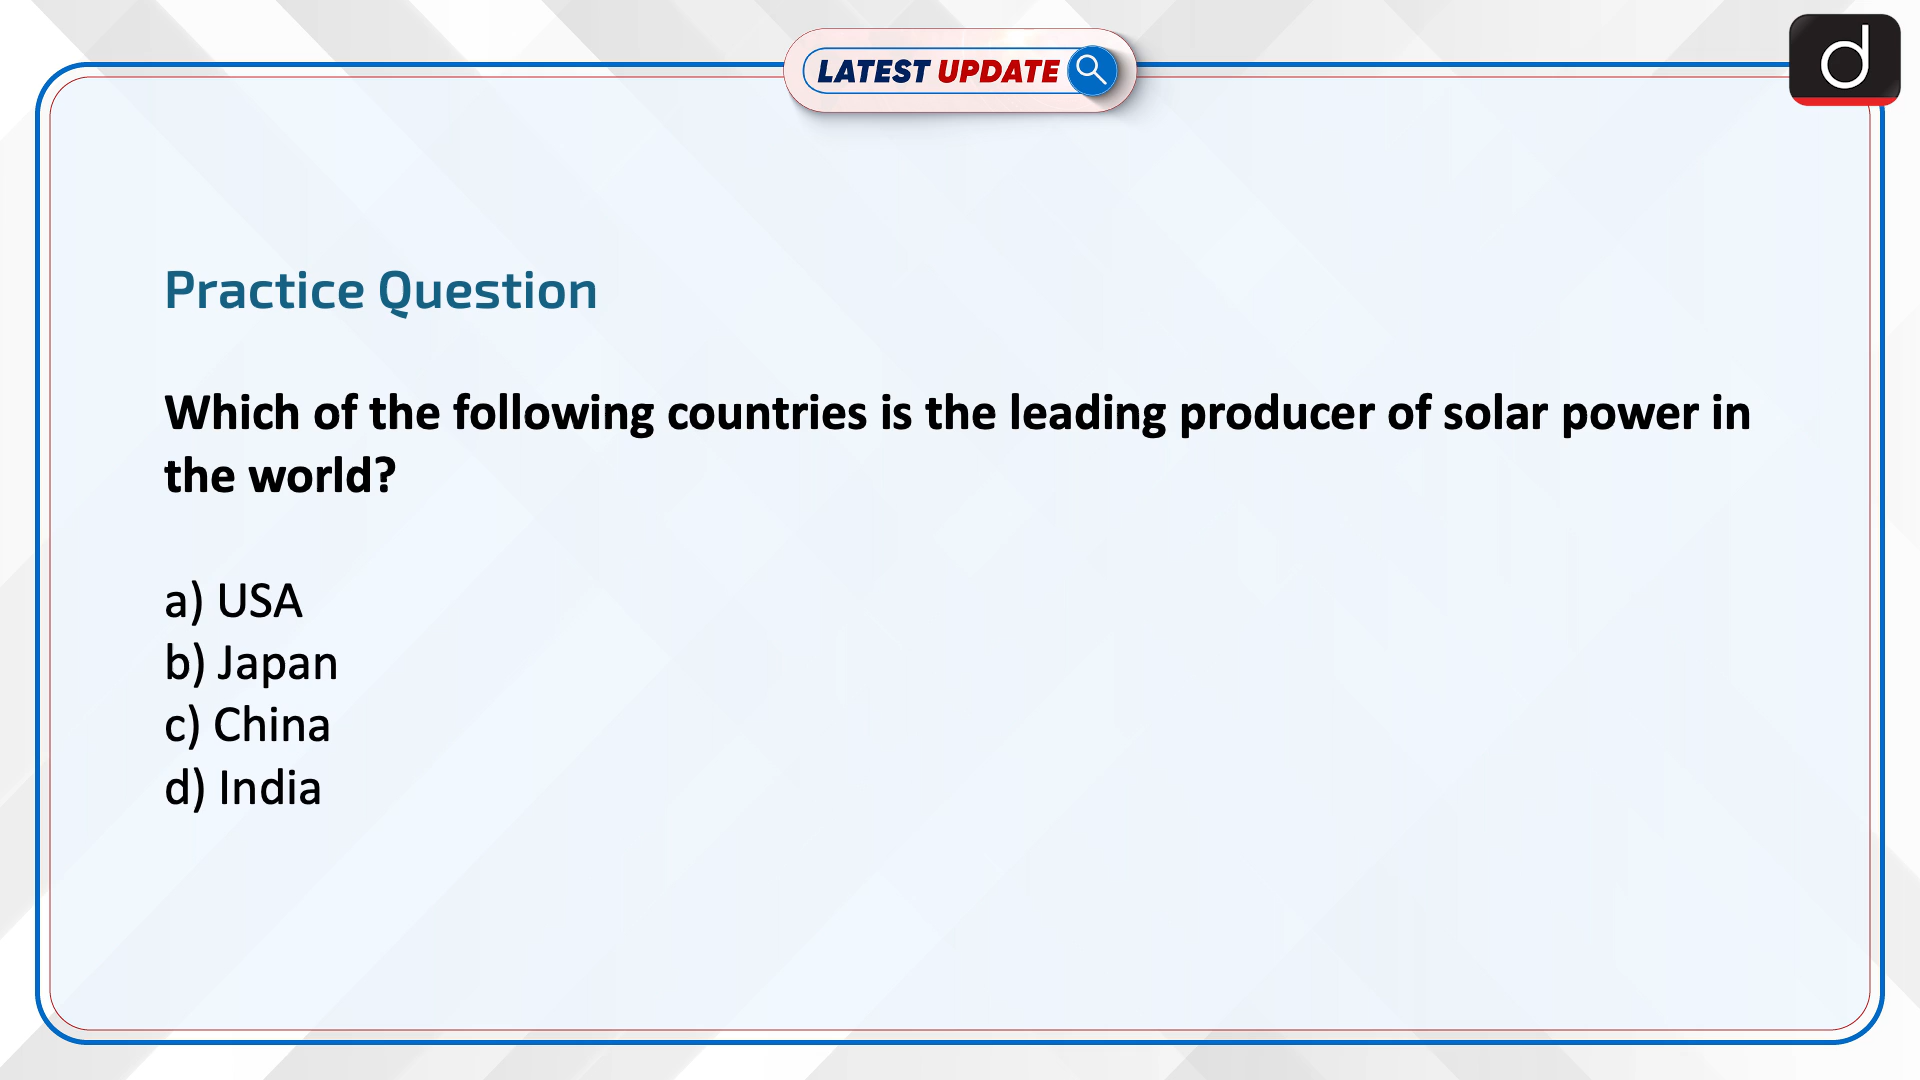 LATEST UPDATE
d
Practice Question
Which of the following countries is the leading producer of solar power in
the world?
a) USA
b) Japan
c) China
d) India